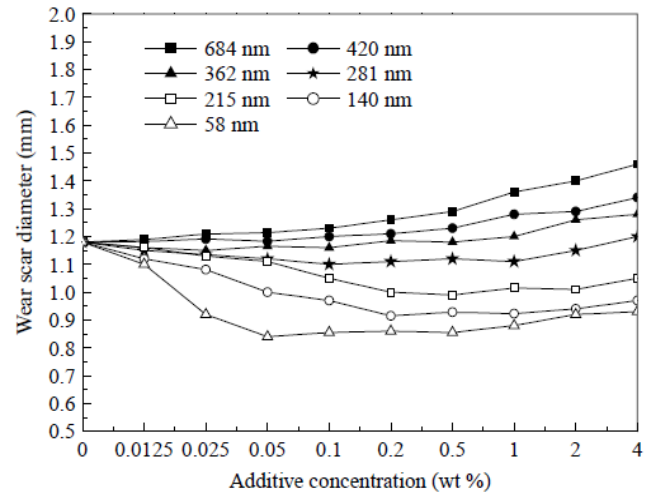 2.0
1.9
1.8
1.7
1.6
1.5
1.4
1.3
1.2
1.1
1.0
0.9
0.8
0.7
0.6
0.5
Wear scar diameter (mm)
684 nm 420 nm
362 nm 281 nm
215 nm 140 nm
58 nm
0 0.0125 0.025 0.05 0.1 0.2 0.5 1 2 4
Additive concentration (wt %)